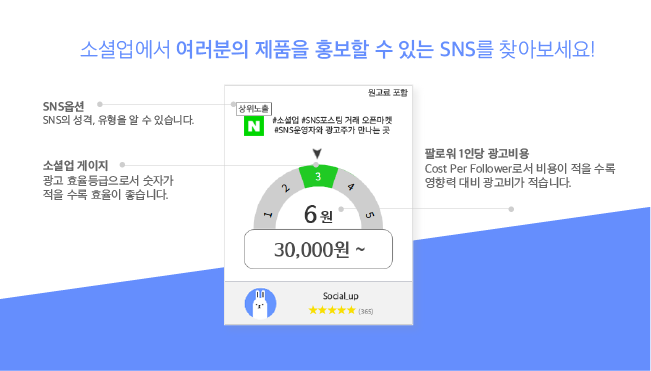 소셜업에서 여러분의 제품을 홍보할 수 있는 SNS를 찾아보세요!
원고료 포함
SNS옵션
SNS의 성격, 유형을 알 수 있습니다.
상위노출
N
#소셜업 #SNS포스팅 거래 오픈마켓
#SNS운영자와 광고주가 만나는 곳
소셜업 게이지
광고 효율등급으로서 숫자가
적을 수록 효율이 좋습니다.
팔로워 1인당 광고비용
Cost Per Follower로서 비용이 적을 수록
영향력 대비 광고비가 적습니다.
1 2 3 4 5
6원
30,000원 ~
Social_up
★★★★★ (365)